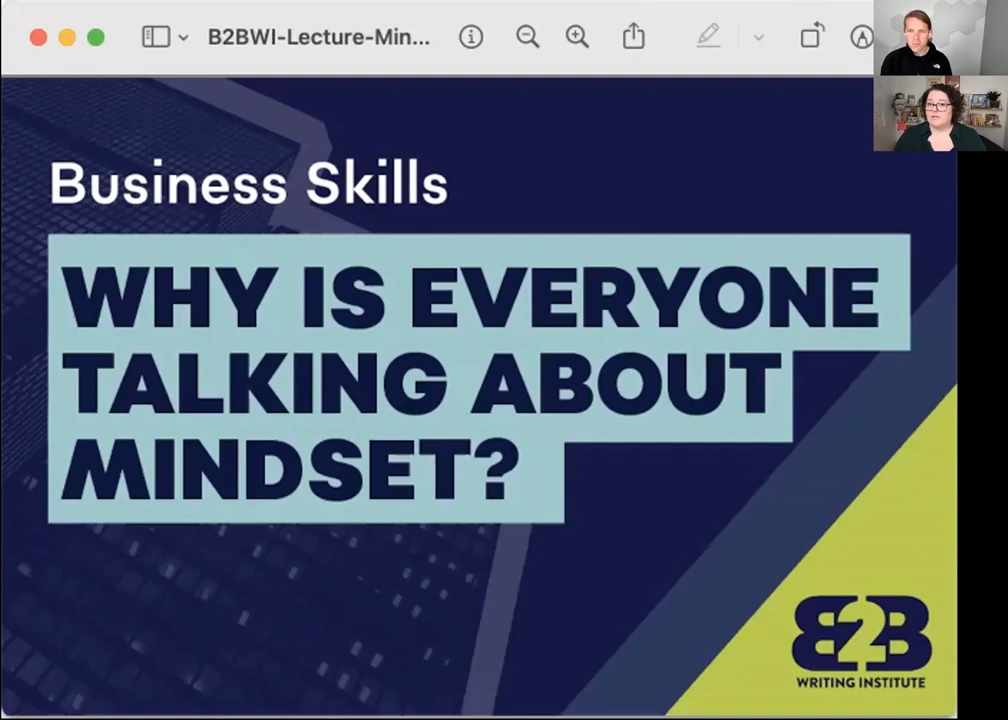 B2BWI-Lecture-Min...
Business Skills
WHY IS EVERYONE
TALKING ABOUT
MINDSET?
B2B
WRITING INSTITUTE